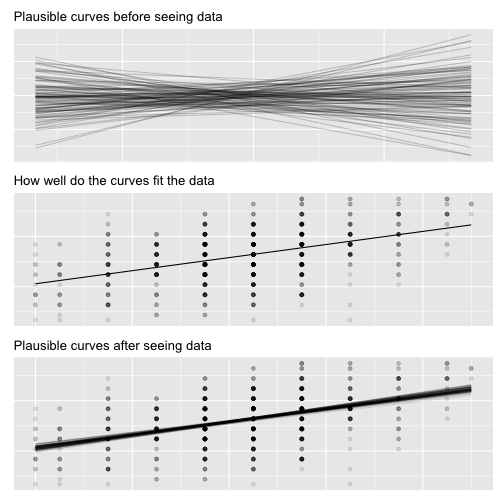 Plausible curves before seeing data
How well do the curves fit the data
Plausible curves after seeing data